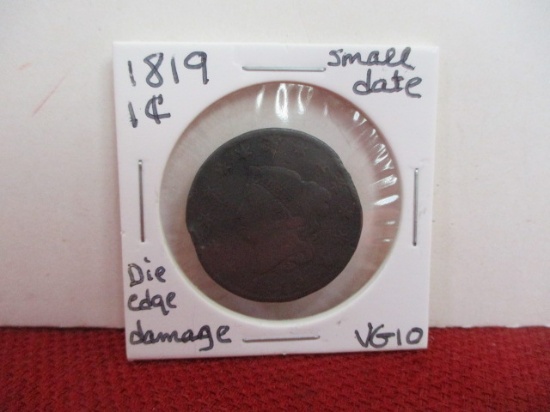 1819
1¢
small
date
Die
edge
damage
VG10